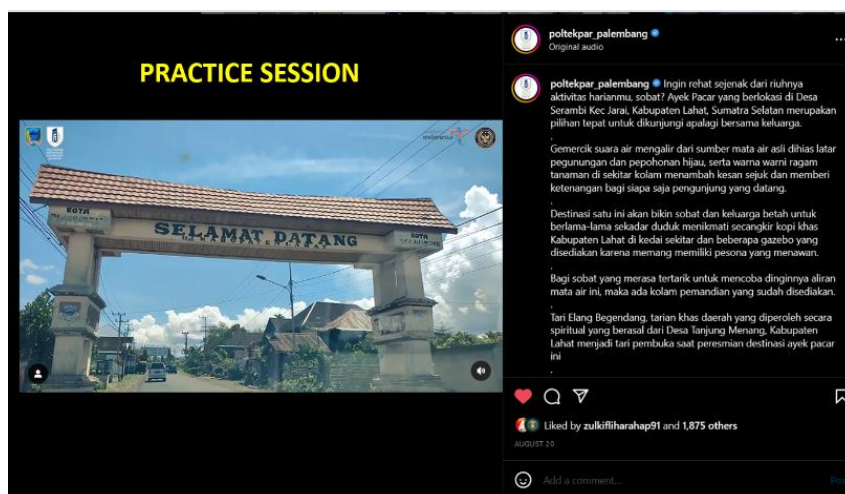 PRACTICE SESSION
KOTA
KOTA
SELAMAT DATANG
poltekpar_palembang
Original audio
poltekpar_palembang Ingin rehat sejenak dari riuhnya
aktivitas harianmu, sobat? Ayek Pacar yang berlokasi di Desa
Serambi Kec Jarai, Kabupaten Lahat, Sumatra Selatan merupakan
pilihan tepat untuk dikunjungi apalagi bersama keluarga.
.
Gemercik suara air mengalir dari sumber mata air asli dihias latar
pegunungan dan pepohonan hijau, serta warna warni ragam
tanaman di sekitar kolam menambah kesan sejuk dan memberi
ketenangan bagi siapa saja pengunjung yang datang.
.
Destinasi satu ini akan bikin sobat dan keluarga betah untuk
berlama-lama sekadar duduk menikmati secangkir kopi khas
Kabupaten Lahat di kedai sekitar dan beberapa gazebo yang
disediakan karena memang memiliki pesona yang menawan.
.
Bagi sobat yang merasa tertarik untuk mencoba dinginnya aliran
mata air ini, maka ada kolam pemandian yang sudah disediakan.
.
Tari Elang Begendang, tarian khas daerah yang diperoleh secara
spiritual yang berasal dari Desa Tanjung Menang, Kabupaten
Lahat menjadi tari pembuka saat peresmian destinasi ayek pacar
ini
.
Liked by zulkifliharahap91 and 1,875 others
AUGUST 20
Add a comment...